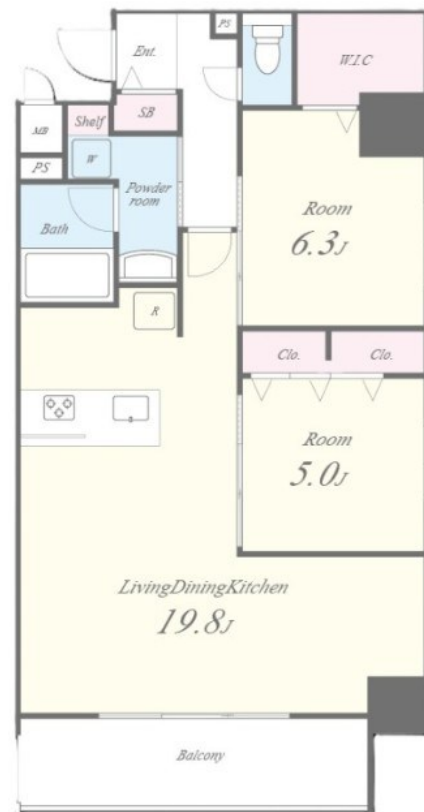 PS
Ent.
W.I.C
MB
Shelf
SB
PS
W
Powder
room
Bath
Room
6.3J
R
Clo.
Clo.
Room
5.0J
LivingDiningKitchen
19.8J
Balcony